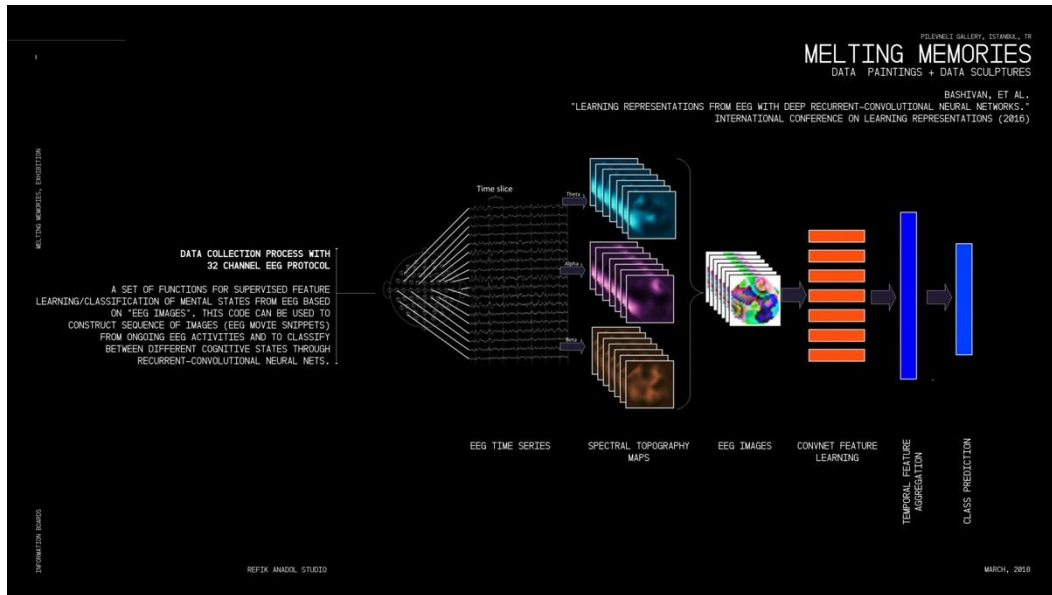 PILEVNELI GALLERY, ISTANBUL, TR
MELTING MEMORIES
DATA PAINTINGS + DATA SCULPTURES
BASHIVAN, ET AL.
"LEARNING REPRESENTATIONS FROM EEG WITH DEEP RECURRENT-CONVOLUTIONAL NEURAL NETWORKS."
INTERNATIONAL CONFERENCE ON LEARNING REPRESENTATIONS (2016)
MELTING MEMORIES, EXHIBITION
DATA COLLECTION PROCESS WITH
32 CHANNEL EEG PROTOCOL
A SET OF FUNCTIONS FOR SUPERVISED FEATURE
LEARNING/CLASSIFICATION OF MENTAL STATES FROM EEG BASED
ON "EEG IMAGES". THIS CODE CAN BE USED TO
CONSTRUCT SEQUENCE OF IMAGES (EEG MOVIE SNIPPETS)
FROM ONGOING EEG ACTIVITIES AND TO CLASSIFY
BETWEEN DIFFERENT COGNITIVE STATES THROUGH
RECURRENT-CONVOLUTIONAL NEURAL NETS.
Time slice
Theta
Alpha
Beta
EEG TIME SERIES
SPECTRAL TOPOGRAPHY
MAPS
EEG IMAGES
CONVNET FEATURE
LEARNING
TEMPORAL FEATURE
AGGREGATION
CLASS PREDICTION
INFORMATION BOARDS
REFIK ANADOL STUDIO
MARCH, 2018